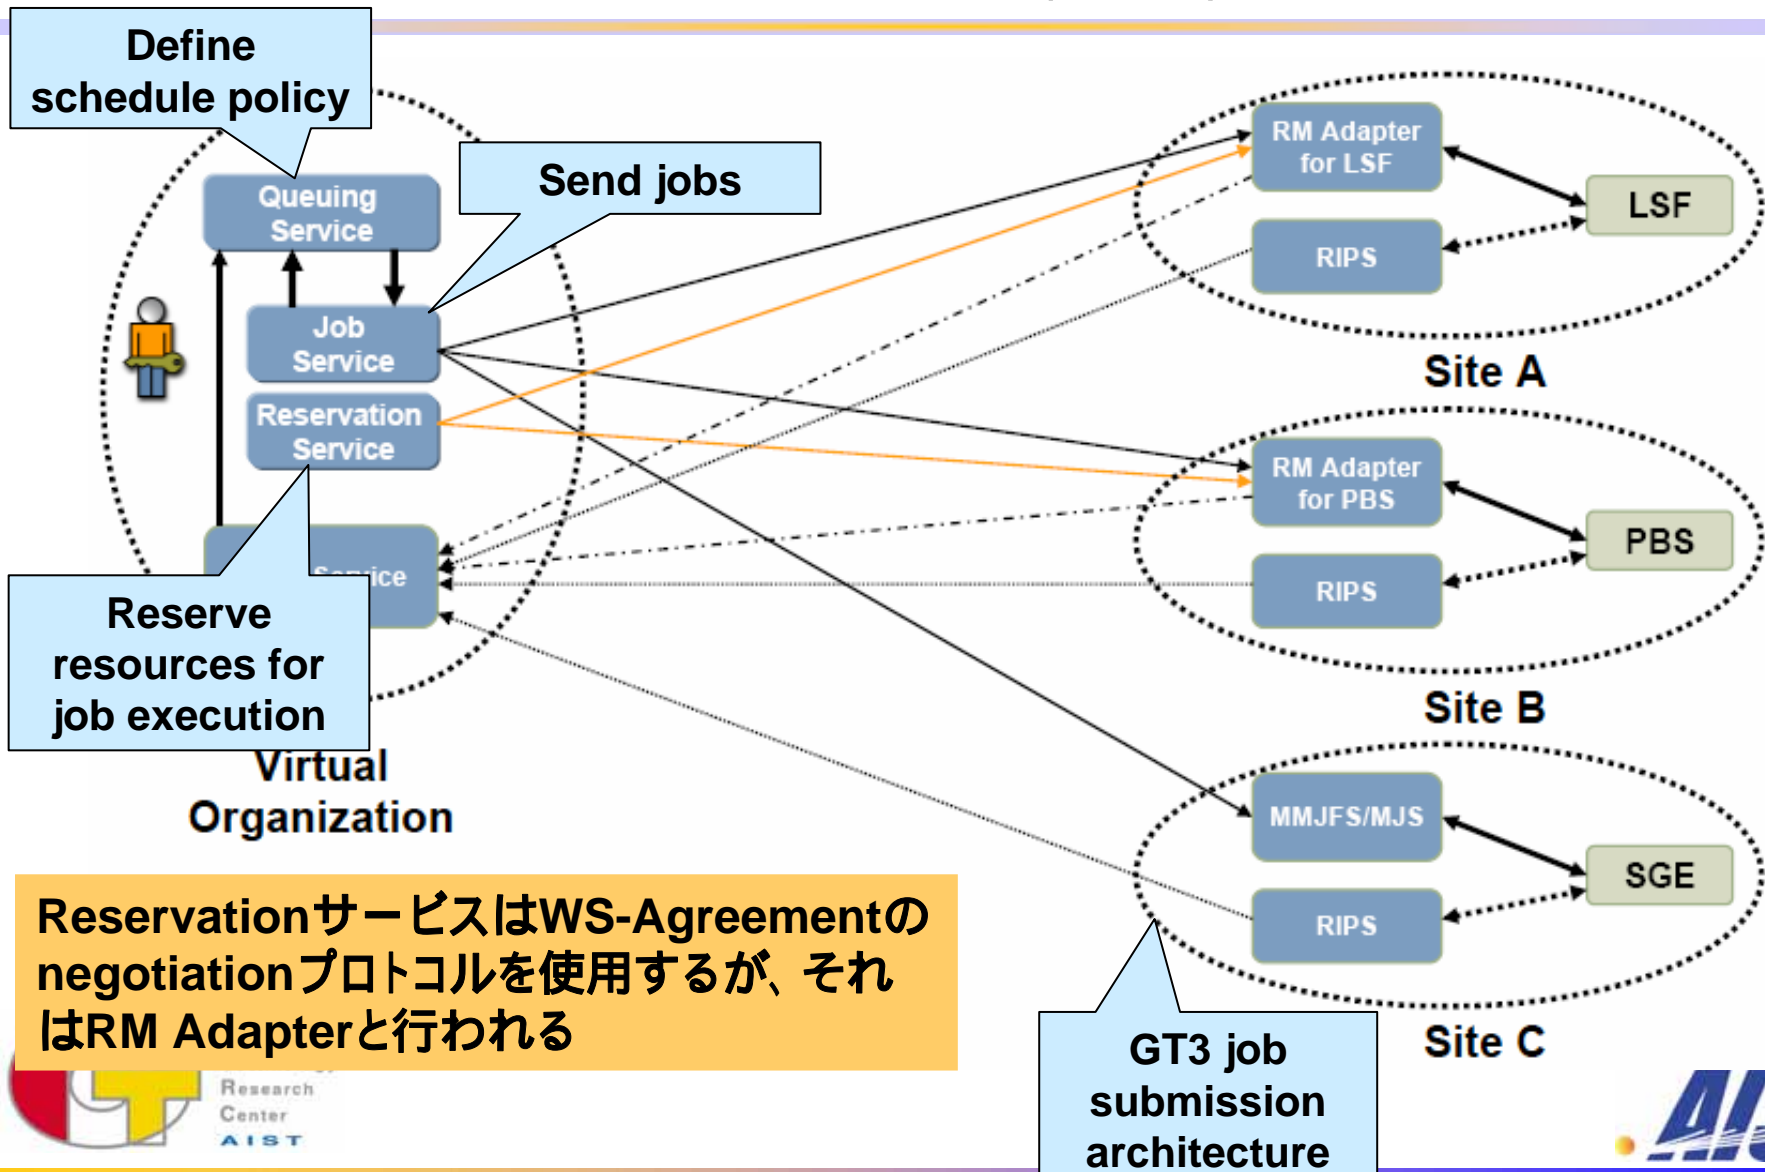 Define
schedule policy
Send jobs
Queuing
Service
Job
Service
Reservation
Service
Service
Reserve
resources for
job execution
Virtual
Organization
RM Adapter
for LSF
RIPS
LSF
Site A
RM Adapter
for PBS
RIPS
PBS
Site B
MMJFS/MJS
RIPS
SGE
Site C
GT3 job
submission
architecture
ReservationサービスはWS-Agreementの
negotiationプロトコルを使用するが、それ
はRM Adapterと行われる
Research
Center
AIST